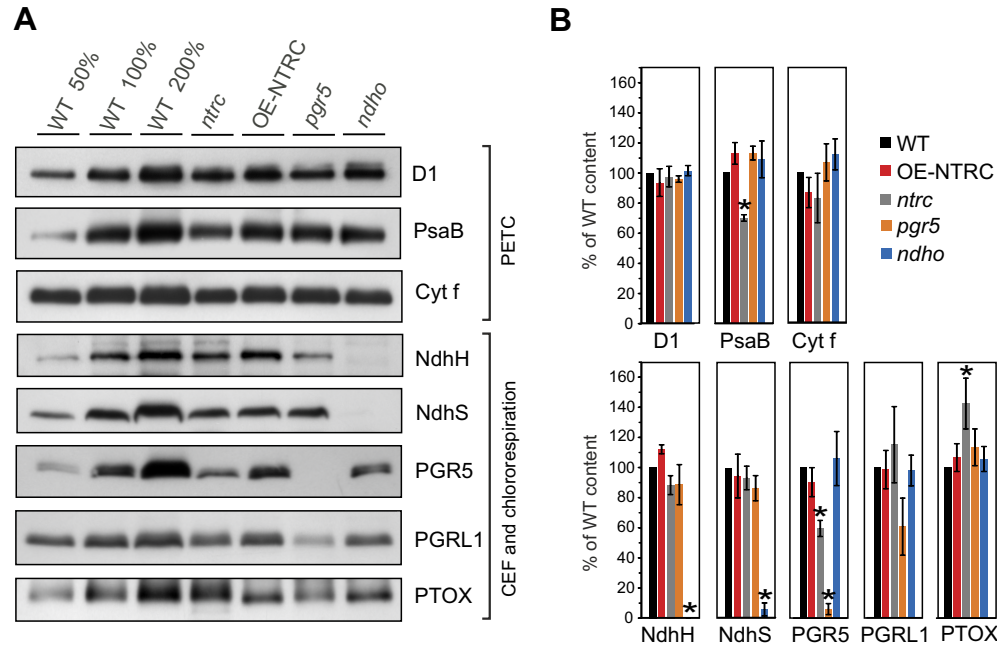 A
WT 50%
WT 100%
WT 200%
ntrc
OE-NTRC
pgr5
ndho
D1
PsaB
Cyt f
PETC
NdhH
NdhS
PGR5
PGRL1
PTOX
CEF and chlororespiration
B
% of WT content
160
140
120
100
80
60
40
20
0
*
D1 PsaB Cyt f
WT
OE-NTRC
ntrc
pgr5
ndho
% of WT content
160
140
120
100
80
60
40
20
0
* * * * *
NdhH NdhS PGR5 PGRL1 PTOX